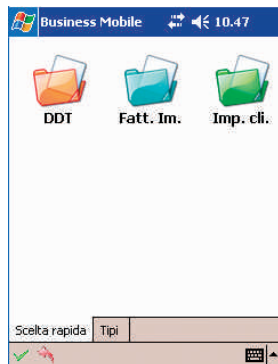 Business Mobile 10.47
DDT Fatt. Im. Imp. cli.
Scelta rapida Tipi